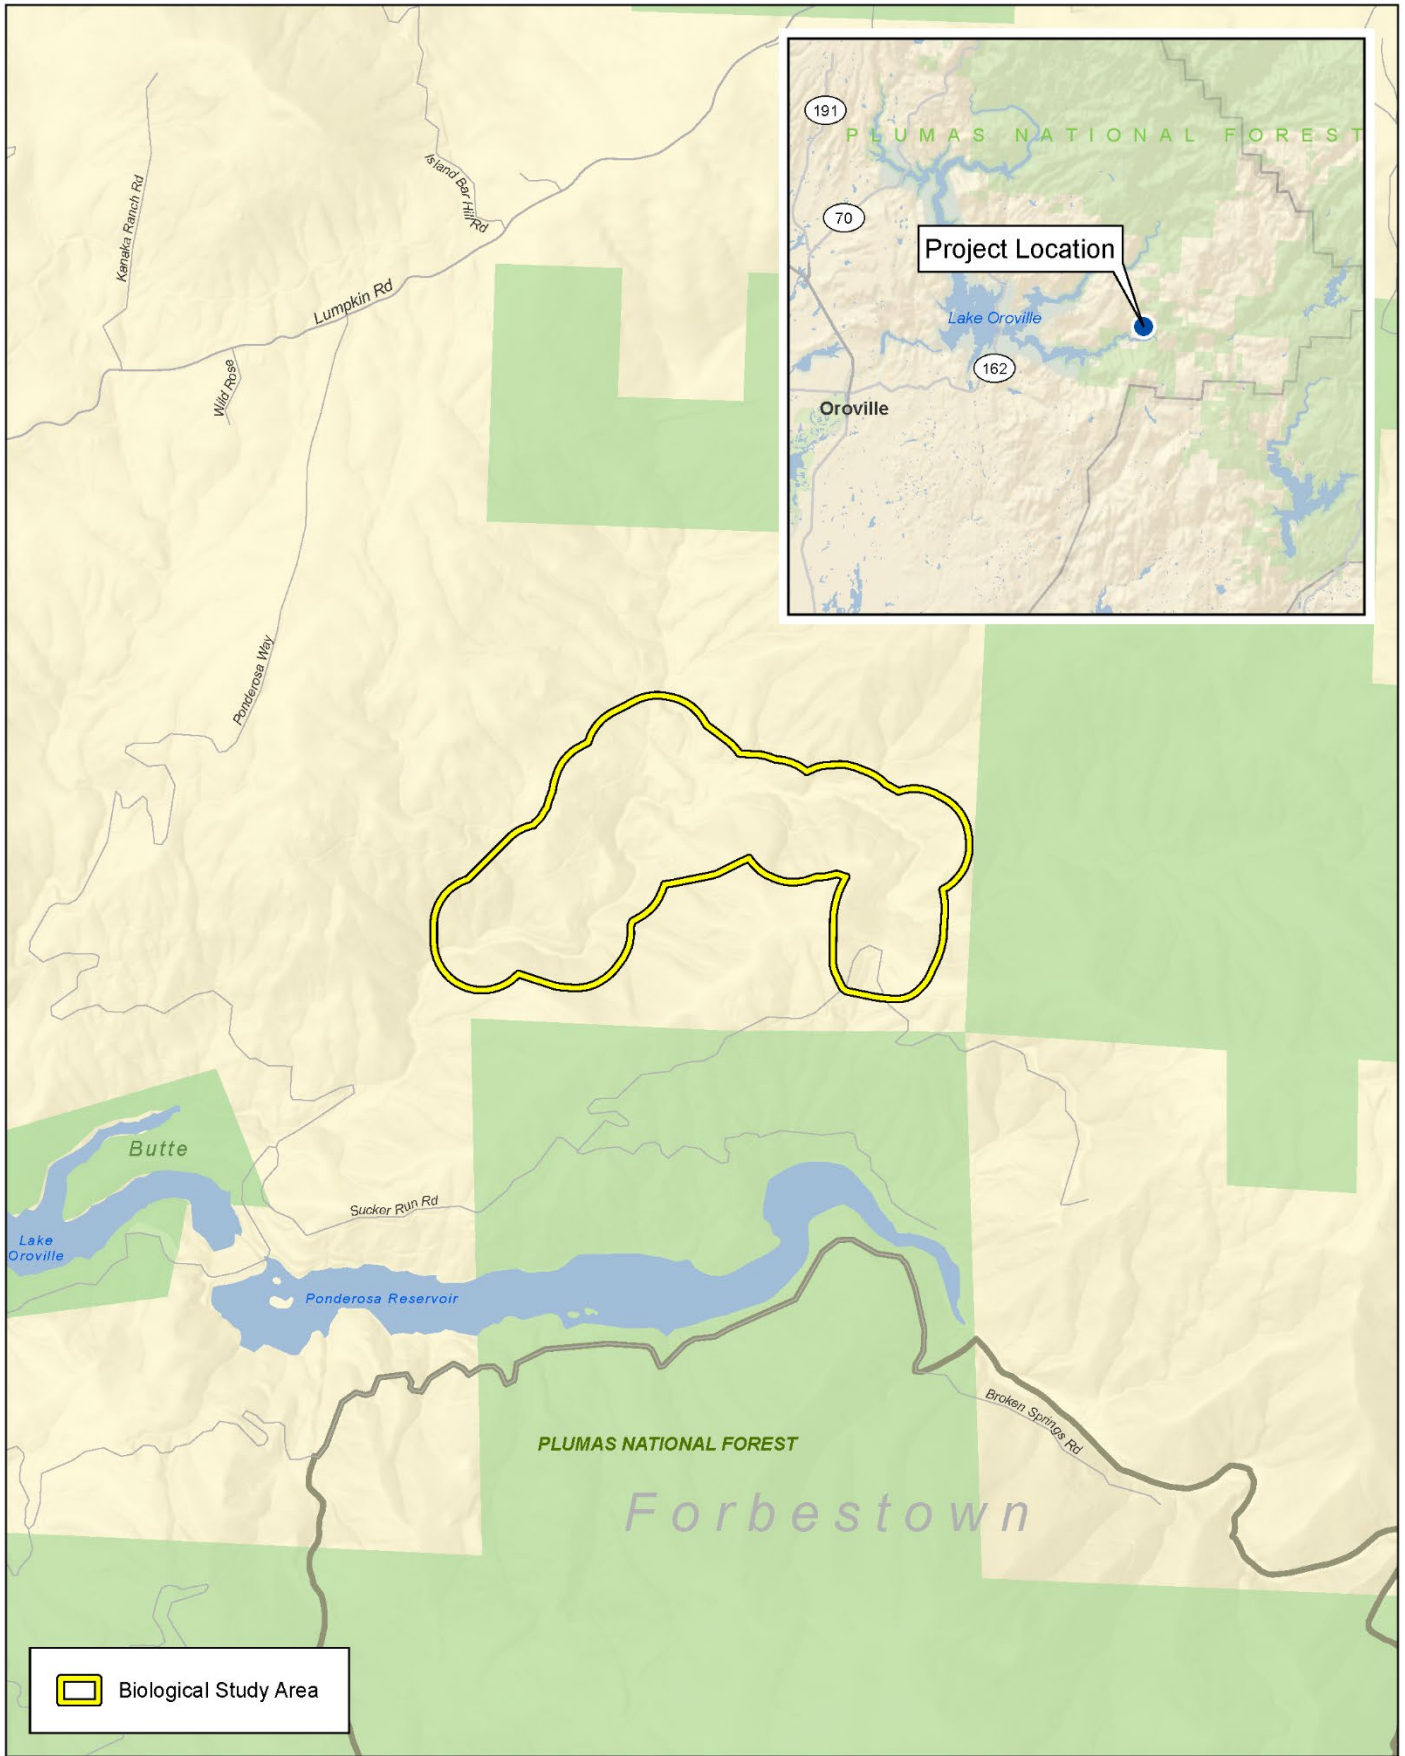 191
PLUMAS NATIONAL FOREST
70
Project Location
Lake Oroville
162
Oroville
Island Bar Hill Rd
Kanaka Ranch Rd
Lumpkin Rd
Wild Rose
Ponderosa Way
Butte
Sucker Run Rd
Lake
Oroville
Ponderosa Reservoir
Broken Springs Rd
PLUMAS NATIONAL FOREST
Forbestown
Biological Study Area